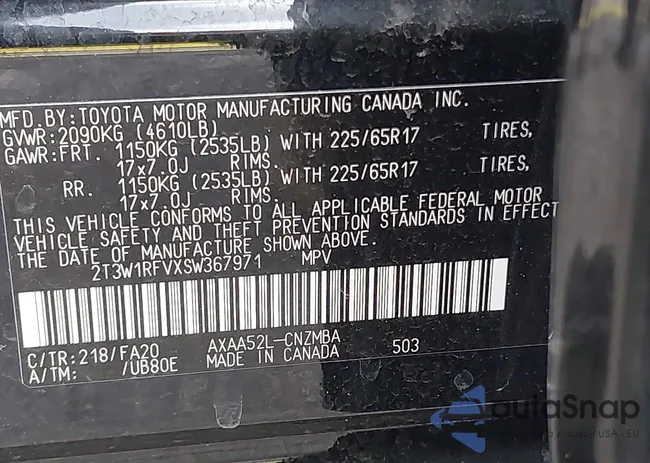 MFD.BY:TOYOTA MOTOR MANUFACTURING CANADA INC.
GVWR:2090KG (4610LB)
GAWR:FRT. 1150KG (2535LB) WITH 225/65R17 TIRES,
17x7.0J RIMS.
RR. 1150KG (2535LB) WITH 225/65R17 TIRES,
17x7.0J RIMS.
THIS VEHICLE CONFORMS TO ALL APPLICABLE FEDERAL MOTOR
VEHICLE SAFETY AND THEFT PREVENTION STANDARDS IN EFFECT
THE DATE OF MANUFACTURE SHOWN ABOVE.
2T3W1RFVXSW367971 MPV
C/TR:218/FA20 AXAA52L-CNZMBA 503
A/TM: /UB80E MADE IN CANADA
autoSnap
USA - EU